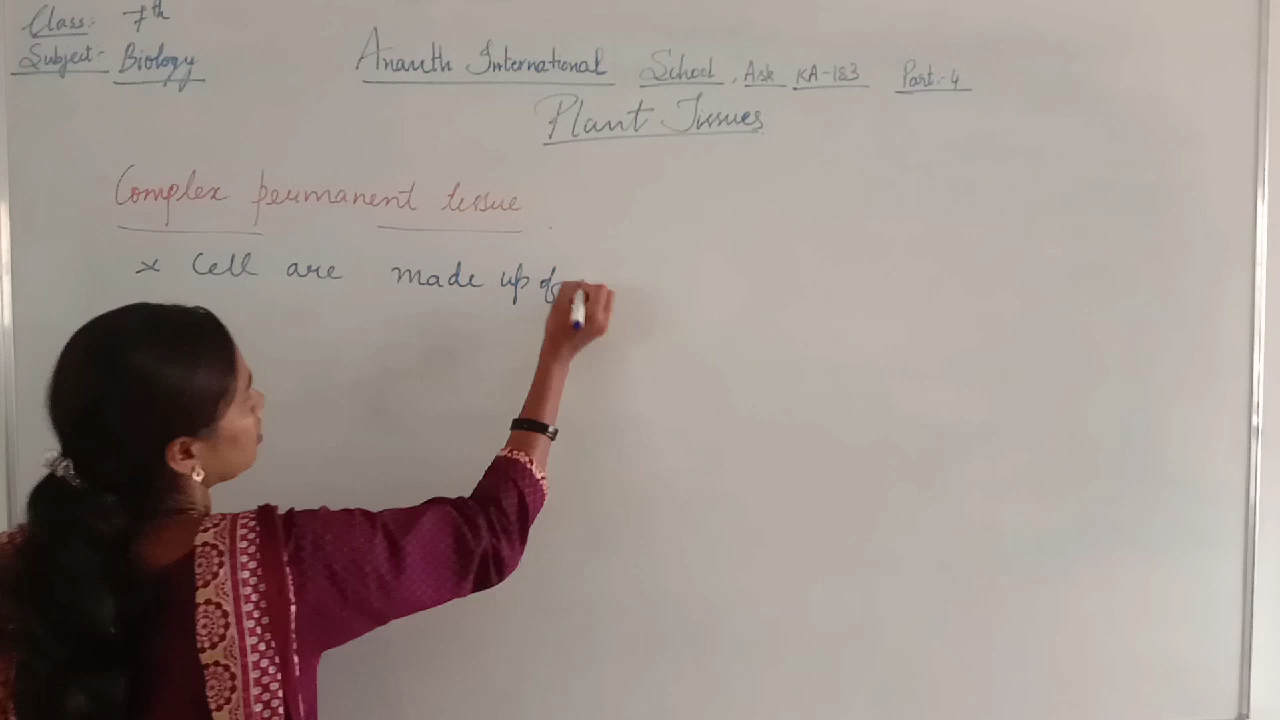 Class:- 7th
Subject:- Biology
Ananth International School, Ask KA-183 Part:-4
Plant Tissues
Complex permanent tissue
x Cell are made up of